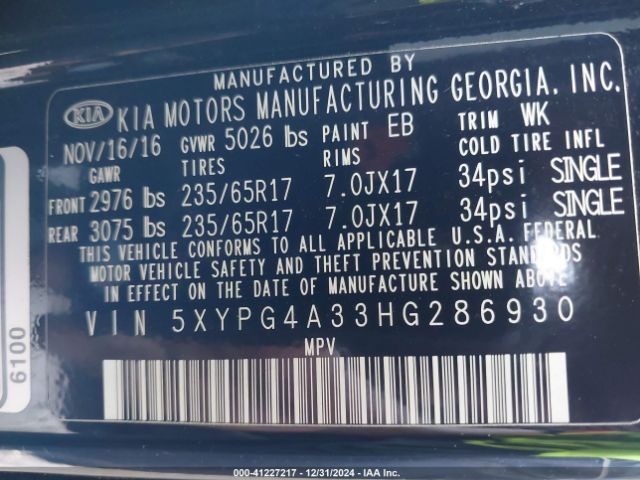 MANUFACTURED BY
KIA KIA MOTORS MANUFACTURING GEORGIA, INC.
NOV/16/16 GVWR 5026 lbs PAINT EB TRIM WK
GAWR TIRES RIMS COLD TIRE INFL
FRONT 2976 lbs 235/65R17 7.0JX17 34psi SINGLE
REAR 3075 lbs 235/65R17 7.0JX17 34psi SINGLE
THIS VEHICLE CONFORMS TO ALL APPLICABLE U.S.A. FEDERAL
MOTOR VEHICLE SAFETY AND THEFT PREVENTION STANDARDS
IN EFFECT ON THE DATE OF MANUFACTURE SHOWN ABOVE
VIN 5XYPG4A33HG286930
MPV
6100
000-41227217 - 12/31/2024 - IAA Inc.